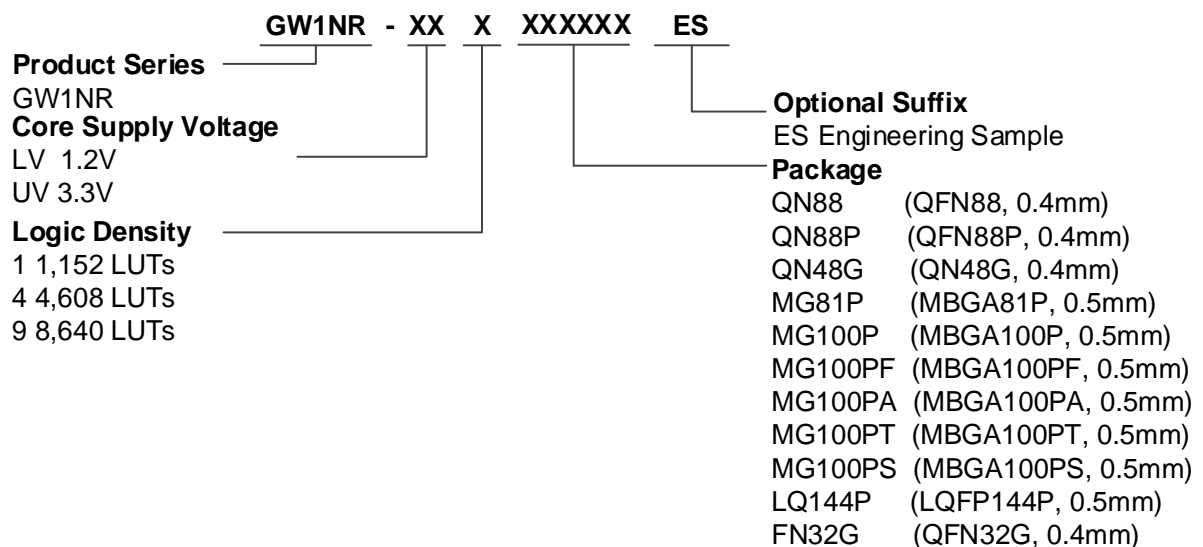 GW1NR - XX X XXXXXX ES
Product Series
GW1NR
Core Supply Voltage
LV 1.2V
UV 3.3V
Logic Density
1 1,152 LUTs
4 4,608 LUTs
9 8,640 LUTs
Optional Suffix
ES Engineering Sample
Package
QN88 (QFN88, 0.4mm)
QN88P (QFN88P, 0.4mm)
QN48G (QN48G, 0.4mm)
MG81P (MBGA81P, 0.5mm)
MG100P (MBGA100P, 0.5mm)
MG100PF (MBGA100PF, 0.5mm)
MG100PA (MBGA100PA, 0.5mm)
MG100PT (MBGA100PT, 0.5mm)
MG100PS (MBGA100PS, 0.5mm)
LQ144P (LQFP144P, 0.5mm)
FN32G (QFN32G, 0.4mm)